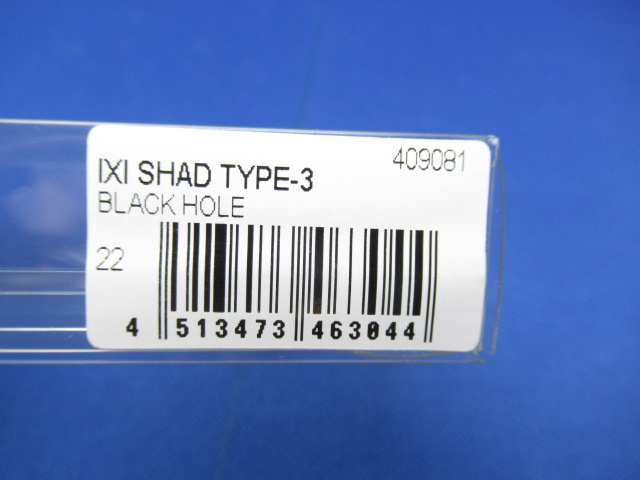 409081
IXI SHAD TYPE-3
BLACK HOLE
22
4 513473 463044